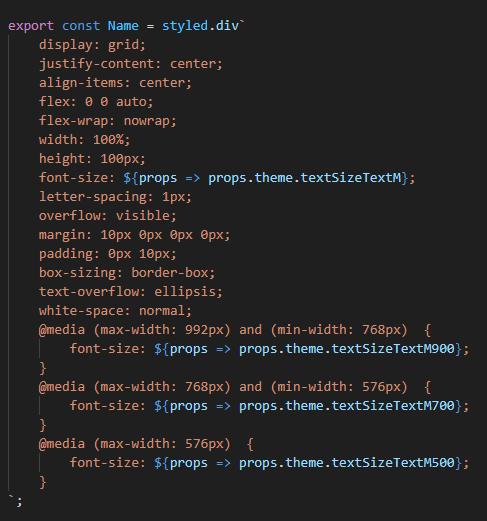 export const Name = styled.div`
    display: grid;
    justify-content: center;
    align-items: center;
    flex: 0 0 auto;
    flex-wrap: nowrap;
    width: 100%;
    height: 100px;
    font-size: ${props => props.theme.textSizeTextM};
    letter-spacing: 1px;
    overflow: visible;
    margin: 10px 0px 0px 0px;
    padding: 0px 10px;
    box-sizing: border-box;
    text-overflow: ellipsis;
    white-space: normal;
    @media (max-width: 992px) and (min-width: 768px)  {
        font-size: ${props => props.theme.textSizeTextM900};
    }
    @media (max-width: 768px) and (min-width: 576px)  {
        font-size: ${props => props.theme.textSizeTextM700};
    }
    @media (max-width: 576px)  {
        font-size: ${props => props.theme.textSizeTextM500};
    }
`;